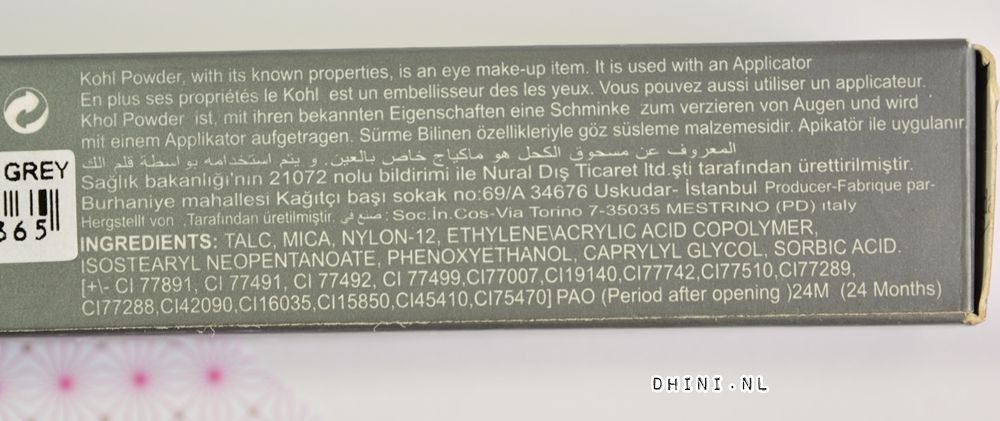 Kohl Powder, with its known properties, is an eye make-up item. It is used with an Applicator
En plus ses propriétés le Kohl est un embellisseur des les yeux. Vous pouvez aussi utiliser un applicateur.
Khol Powder ist, mit ihren bekannten Eigenschaften eine Schminke zum verzieren von Augen und wird
mit einem Applikator aufgetragen. Sürme Bilinen özellikleriyle göz süsleme malzemesidir. Apikatör ile uygulanır
المعروف عن مسحوق الكحل هو ماكياج خاص بالعين. و يتم استخدامه بواسطة قلم الك
Sağlık bakanlığı'nın 21072 nolu bildirimi ile Nural Dış Ticaret ltd.şti tarafından ürettirilmiştir.
Burhaniye mahallesi Kağıtçı başı sokak no:69/A 34676 Uskudar- İstanbul Producer-Fabrıque par-
Hergstellt von ,Tarafından üretilmiştir. صنع في : Soc.İn.Cos-Via Torino 7-35035 MESTRINO (PD) ıtaly
INGREDIENTS: TALC, MICA, NYLON-12, ETHYLENE\ACRYLIC ACID COPOLYMER,
ISOSTEARYL NEOPENTANOATE, PHENOXYETHANOL, CAPRYLYL GLYCOL, SORBIC ACID.
[+\- CI 77891, CI 77491, CI 77492, CI 77499,CI77007,CI19140,CI77742,CI77510,CI77289,
CI77288,CI42090,CI16035,CI15850,CI45410,CI75470] PAO (Period after opening )24M (24 Months)
GREY
365
DHINI.NL